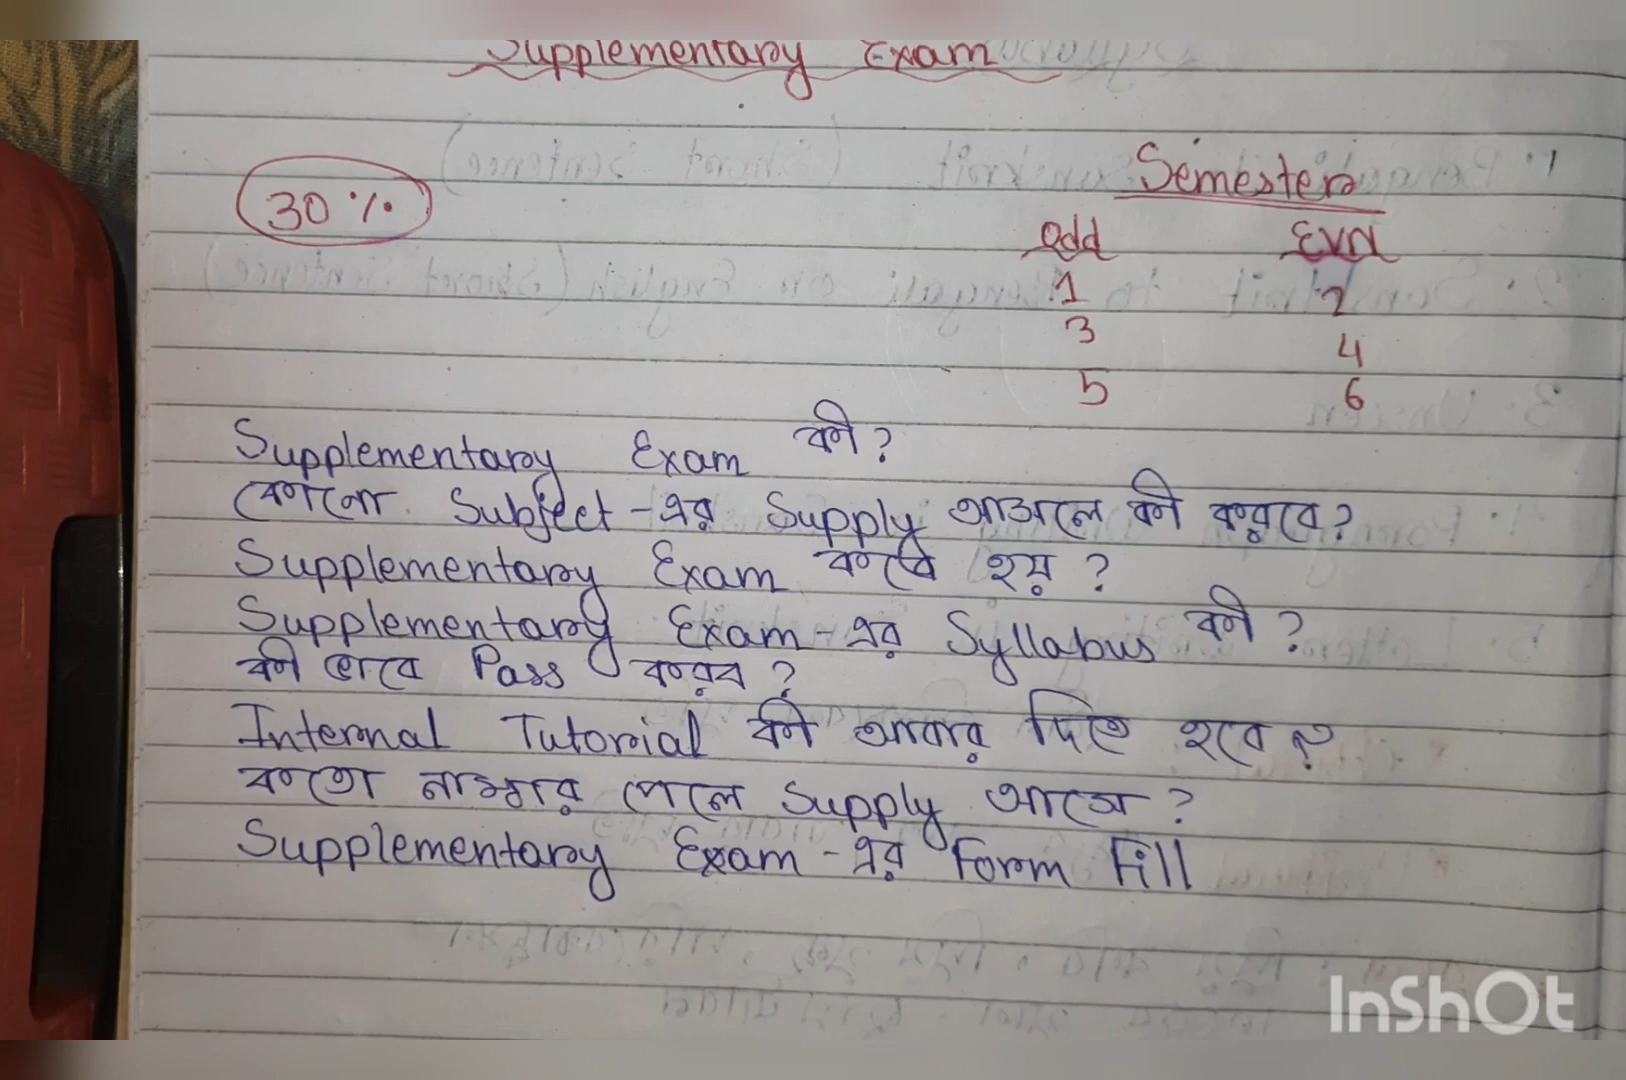 Supplementary Exam
30%
Semester
odd Evn
1 2
3 4
5 6
Supplementary Exam কী?
কোনো Subject-এর Supply আসলে কী করবে?
Supplementary Exam কবে হয়?
Supplementary Exam-এর Syllabus কী?
কী ভাবে Pass করব?
Internal Tutorial কী আবার দিতে হবে?
কতো নাম্বার পেলে Supply আসে?
Supplementary Exam-এর Form Fill
InShOt